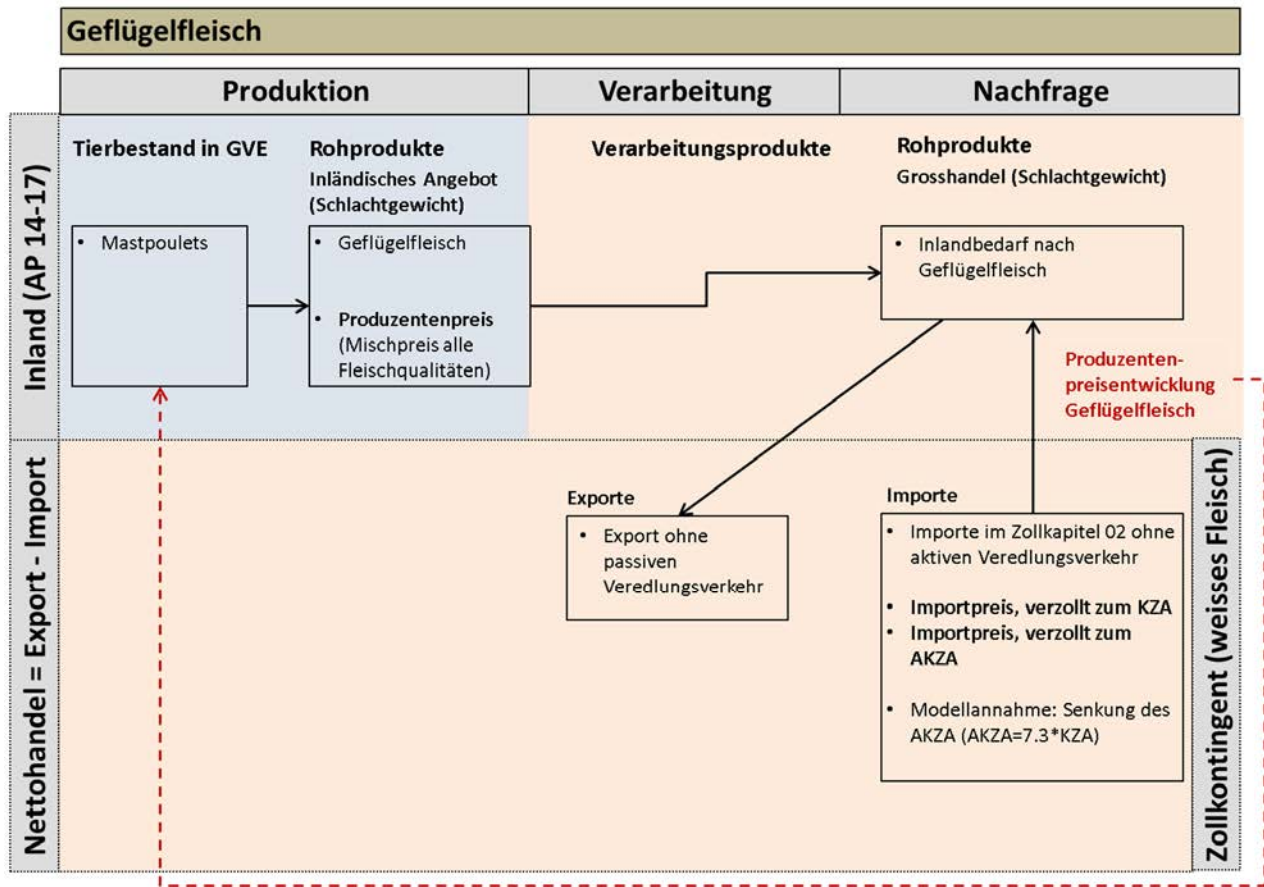 Geflügelfleisch
Produktion
Verarbeitung
Nachfrage
Inland (AP 14-17)
Tierbestand in GVE
Rohprodukte
Inländisches Angebot
(Schlachtgewicht)
Verarbeitungsprodukte
Rohprodukte
Grosshandel (Schlachtgewicht)
• Mastpoulets
• Geflügelfleisch
• Produzentenpreis
(Mischpreis alle
Fleischqualitäten)
• Inlandbedarf nach
Geflügelfleisch
Produzenten-
preisentwicklung
Geflügelfleisch
Nettohandel = Export - Import
Exporte
• Export ohne
passiven
Veredlungsverkehr
Importe
• Importe im Zollkapitel 02 ohne
aktiven Veredlungsverkehr
• Importpreis, verzollt zum KZA
• Importpreis, verzollt zum
AKZA
• Modellannahme: Senkung des
AKZA (AKZA=7.3*KZA)
Zollkontingent (weisses Fleisch)